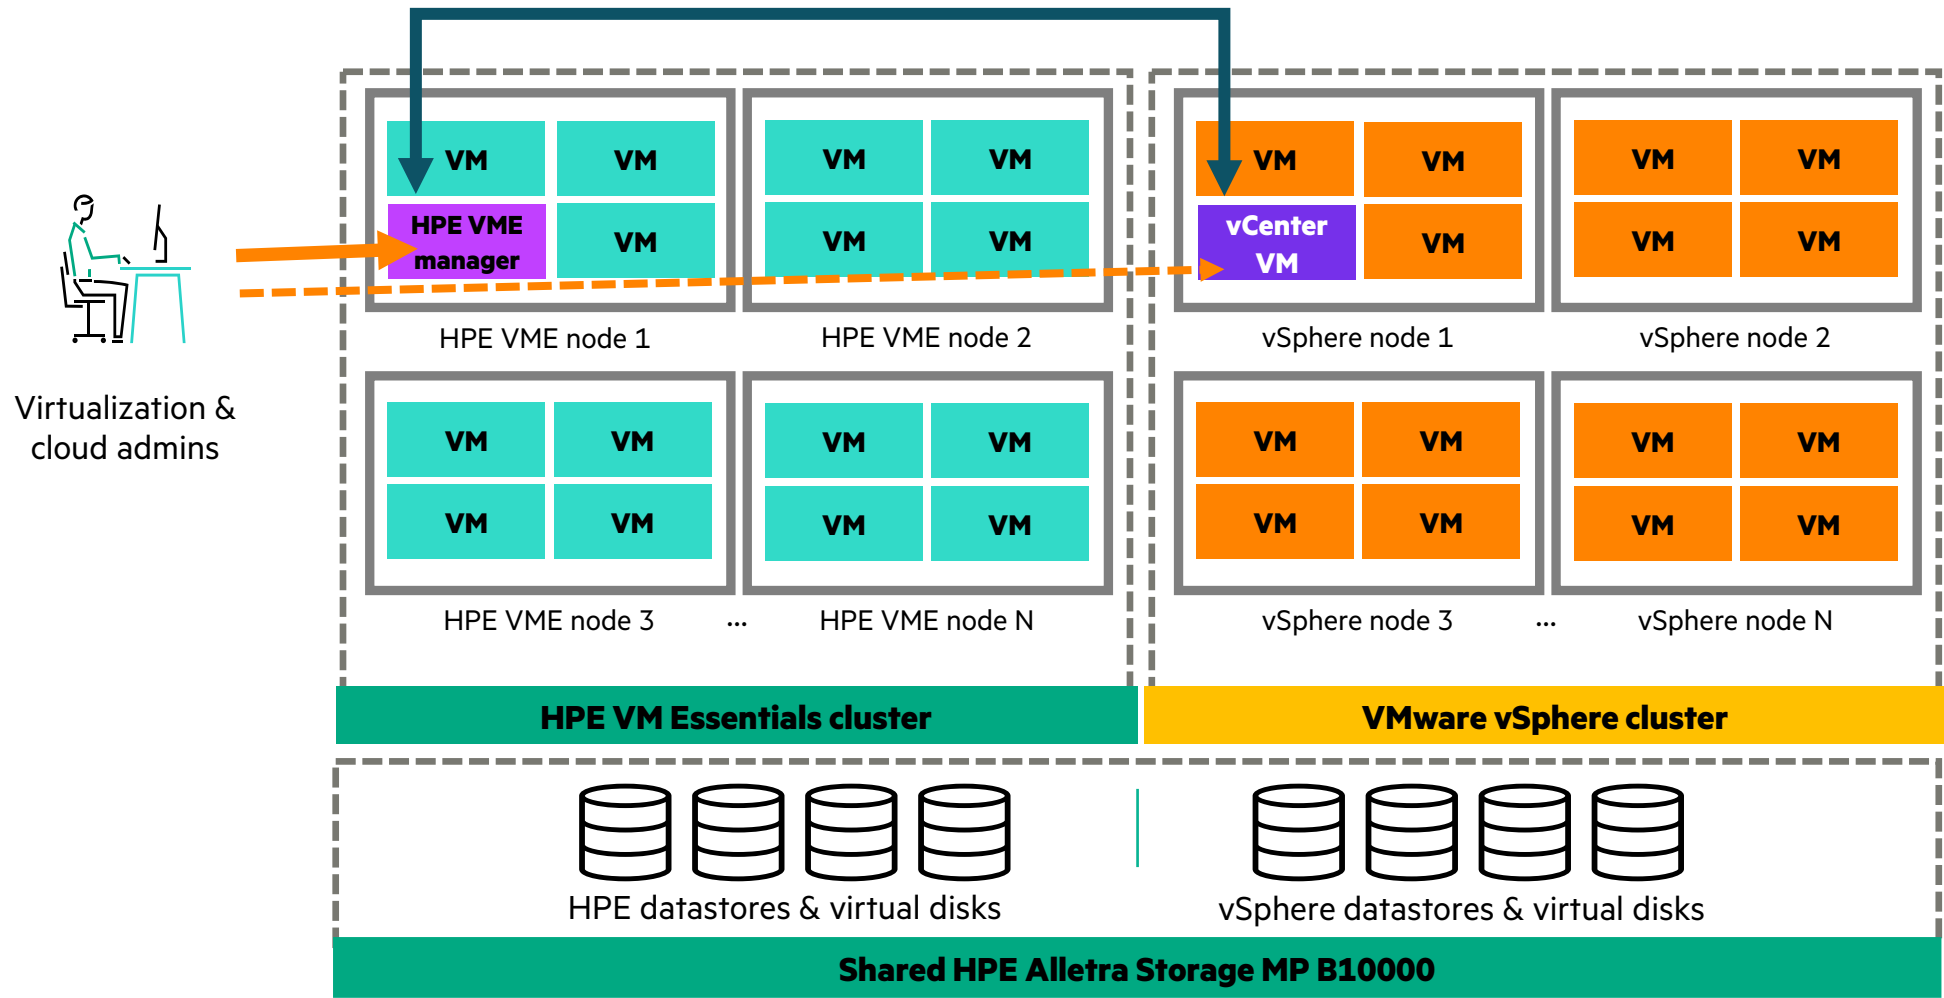 VM VM VM VM VM VM VM VM
HPE VME
manager
VM VM VM
vCenter
VM
VM VM VM
HPE VME node 1 HPE VME node 2 vSphere node 1 vSphere node 2
Virtualization &
cloud admins
VM VM VM VM VM VM VM VM
VM VM VM VM VM VM VM VM
HPE VME node 3 ... HPE VME node N vSphere node 3 ... vSphere node N
HPE VM Essentials cluster
VMware vSphere cluster
HPE datastores & virtual disks
vSphere datastores & virtual disks
Shared HPE Alletra Storage MP B10000